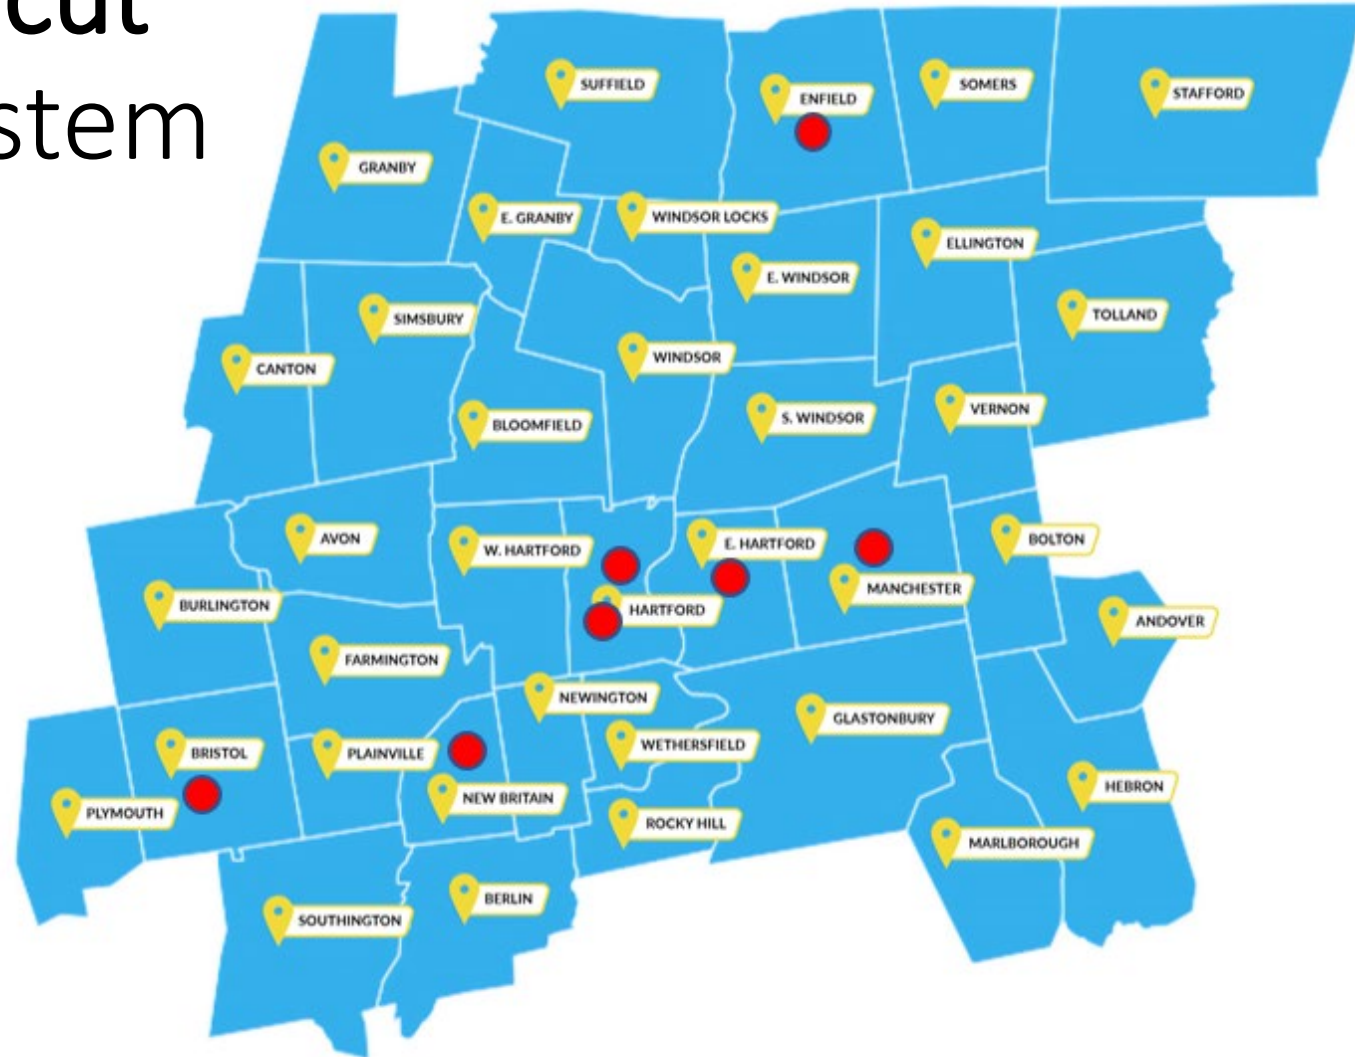 cut
stem
SUFFIELD
ENFIELD
SOMERS
STAFFORD
GRANBY
E. GRANBY
WINDSOR LOCKS
ELLINGTON
E. WINDSOR
TOLLAND
SIMSBURY
CANTON
WINDSOR
BLOOMFIELD
S. WINDSOR
VERNON
AVON
W. HARTFORD
E. HARTFORD
BOLTON
MANCHESTER
BURLINGTON
HARTFORD
ANDOVER
FARMINGTON
NEWINGTON
GLASTONBURY
WETHERSFIELD
BRISTOL
PLAINVILLE
HEBRON
NEW BRITAIN
PLYMOUTH
ROCKY HILL
MARLBOROUGH
BERLIN
SOUTHINGTON